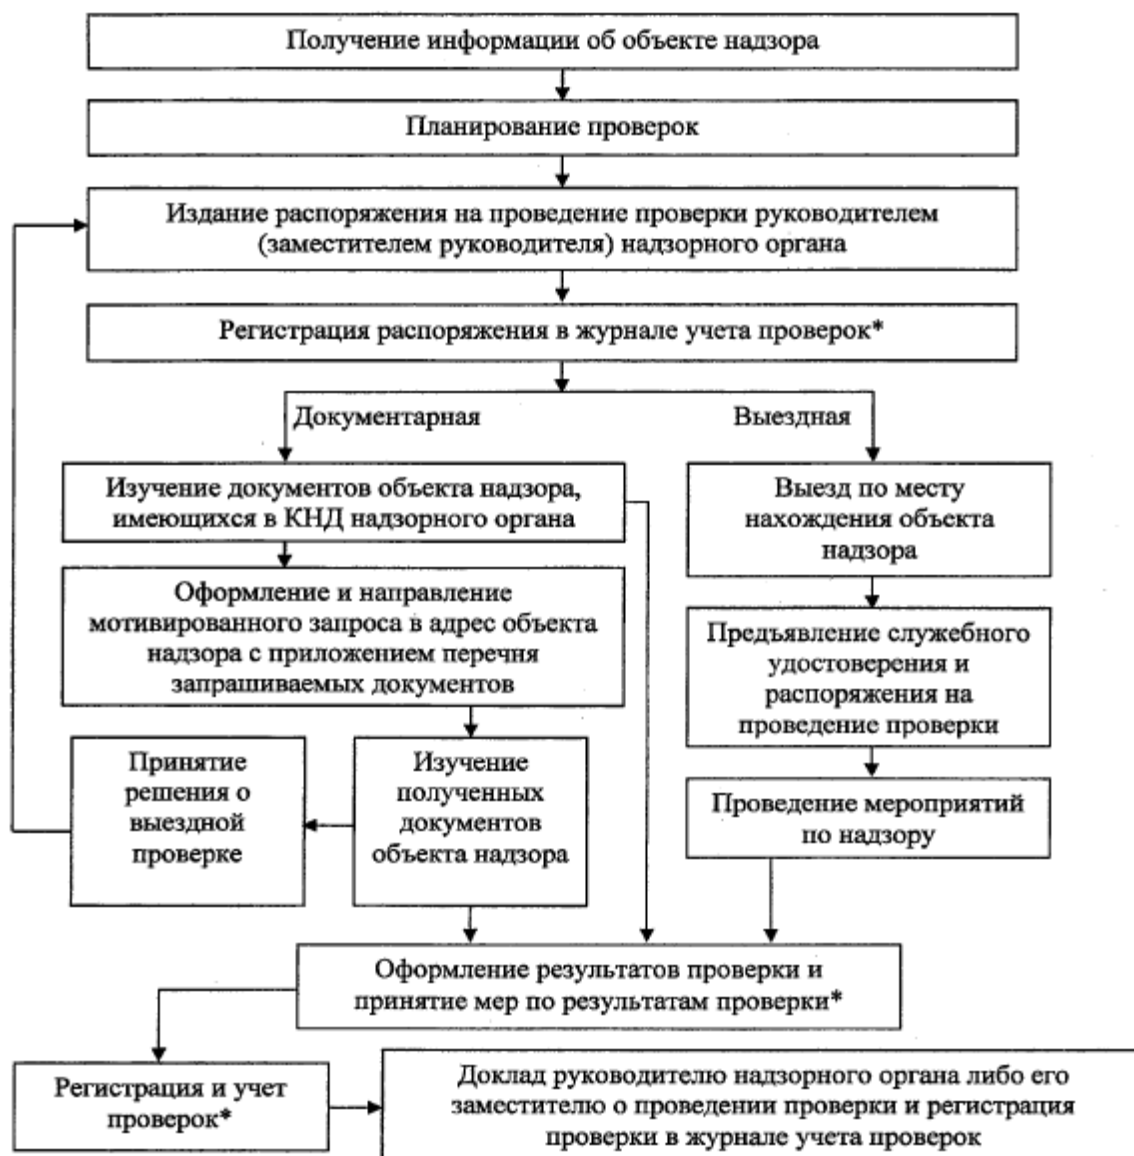 Получение информации об объекте надзора
Планирование проверок
Издание распоряжения на проведение проверки руководителем
(заместителем руководителя) надзорного органа
Регистрация распоряжения в журнале учета проверок*
Документарная
Выездная
Изучение документов объекта надзора,
имеющихся в КНД надзорного органа
Оформление и направление
мотивированного запроса в адрес объекта
надзора с приложением перечня
запрашиваемых документов
Принятие
решения о
выездной
проверке
Изучение
полученных
документов
объекта надзора
Выезд по месту
нахождения объекта
надзора
Предъявление служебного
удостоверения и
распоряжения на
проведение проверки
Проведение мероприятий
по надзору
Оформление результатов проверки и
принятие мер по результатам проверки*
Регистрация и учет
проверок*
Доклад руководителю надзорного органа либо его
заместителю о проведении проверки и регистрация
проверки в журнале учета проверок